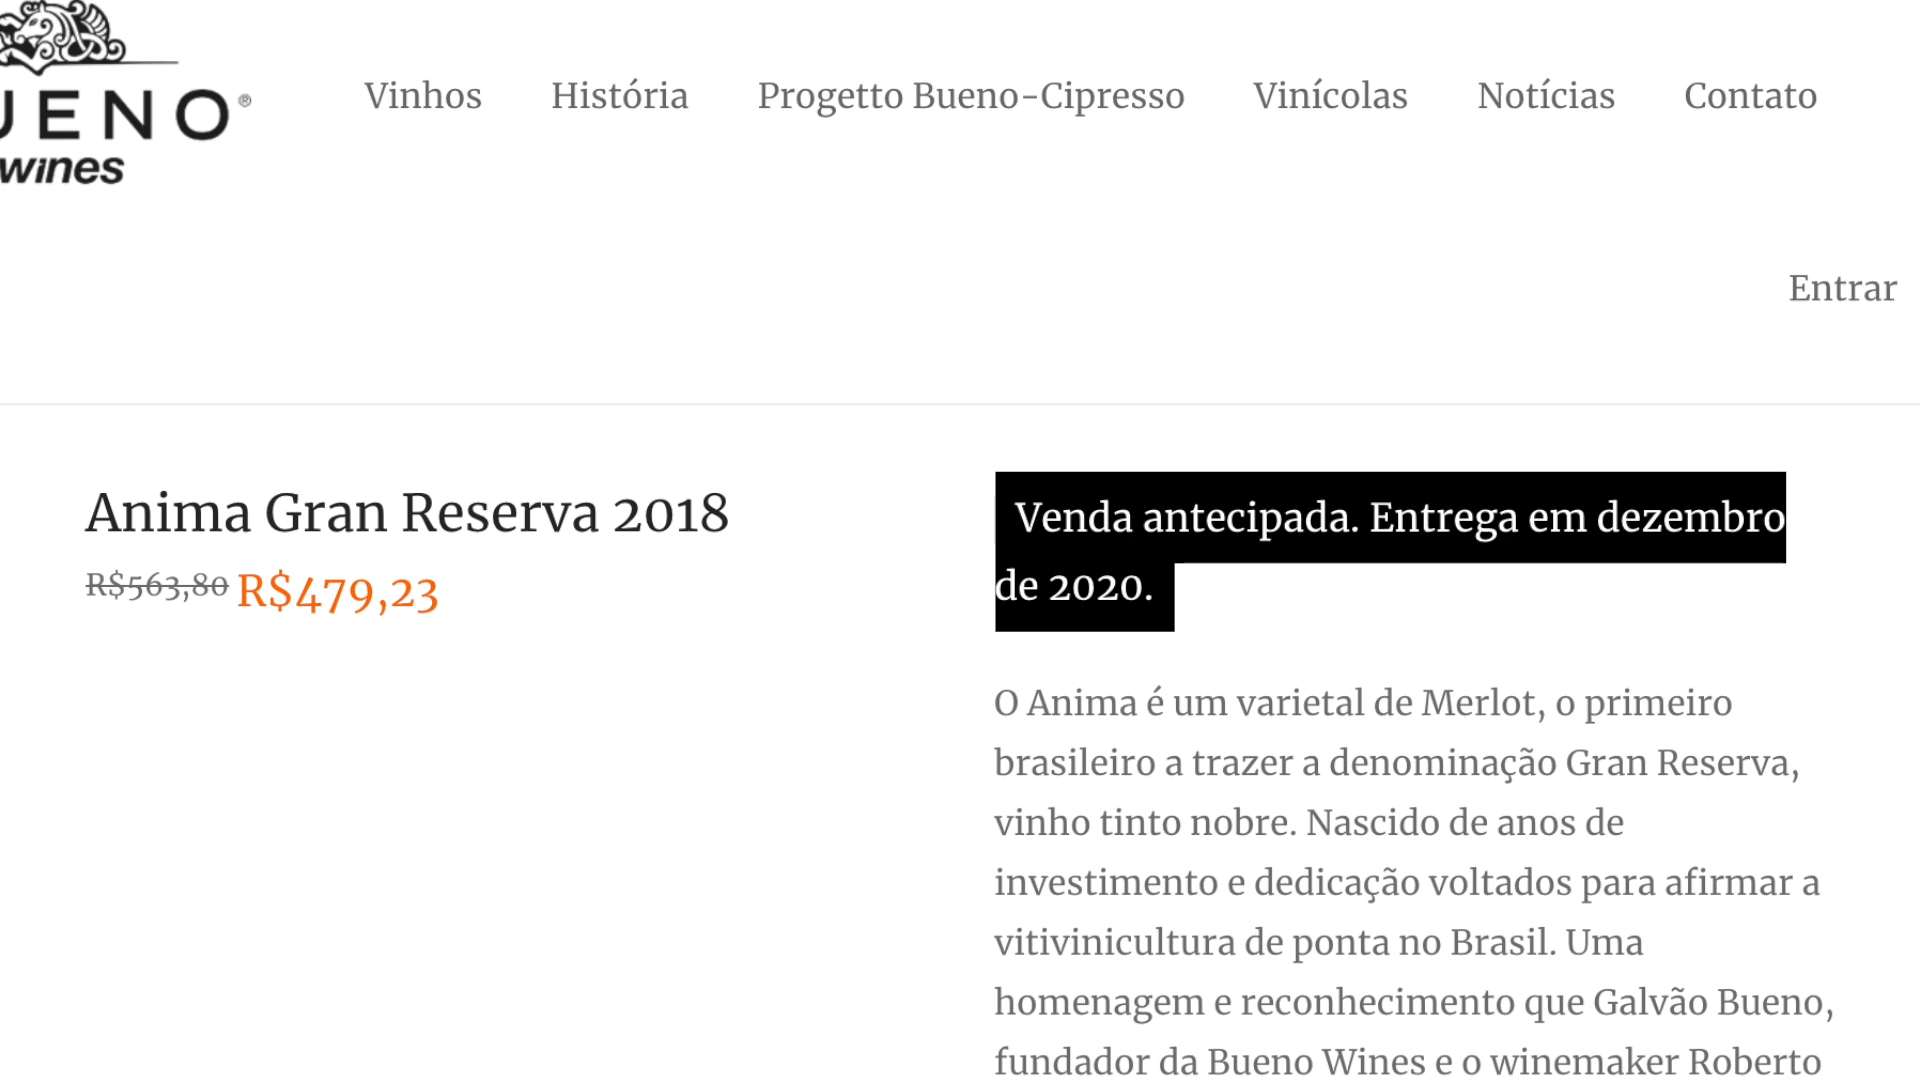 UENO®
wines
Vinhos História Progetto Bueno-Cipresso Vinícolas Notícias Contato
Entrar
Anima Gran Reserva 2018
R$563,80 R$479,23
Venda antecipada. Entrega em dezembro
de 2020.
O Anima é um varietal de Merlot, o primeiro
brasileiro a trazer a denominação Gran Reserva,
vinho tinto nobre. Nascido de anos de
investimento e dedicação voltados para afirmar a
vitivinicultura de ponta no Brasil. Uma
homenagem e reconhecimento que Galvão Bueno,
fundador da Bueno Wines e o winemaker Roberto